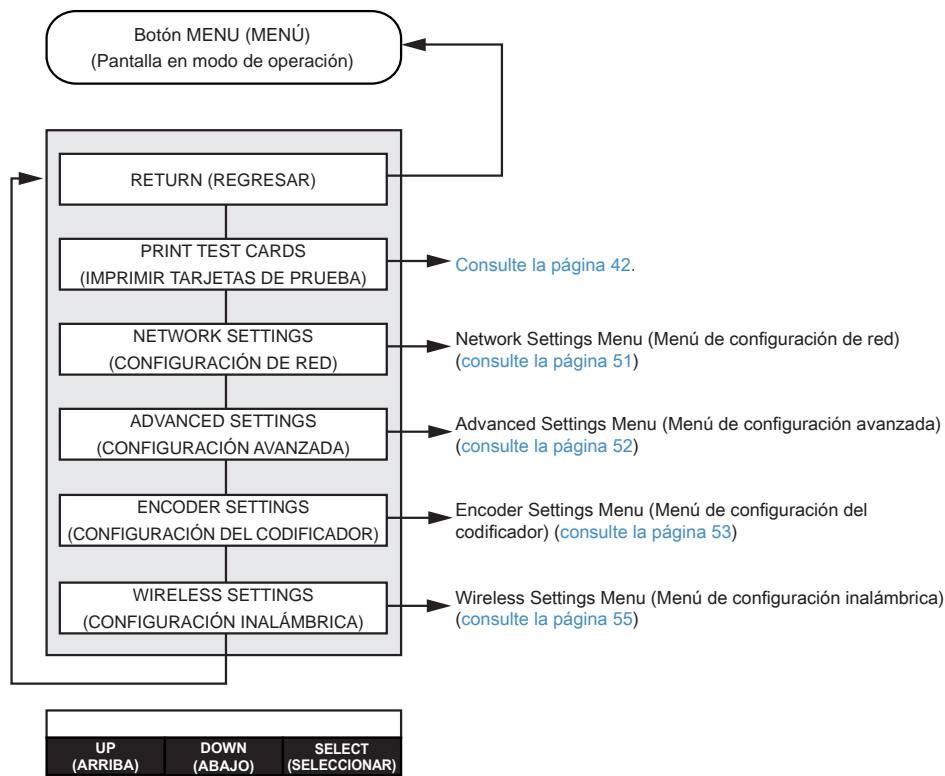 Botón MENU (MENÚ)
(Pantalla en modo de operación)
RETURN (REGRESAR)
PRINT TEST CARDS
(IMPRIMIR TARJETAS DE PRUEBA)
Consulte la página 42.
NETWORK SETTINGS
(CONFIGURACIÓN DE RED)
Network Settings Menu (Menú de configuración de red)
(consulte la página 51)
ADVANCED SETTINGS
(CONFIGURACIÓN AVANZADA)
Advanced Settings Menu (Menú de configuración avanzada)
(consulte la página 52)
ENCODER SETTINGS
(CONFIGURACIÓN DEL CODIFICADOR)
Encoder Settings Menu (Menú de configuración del
codificador) (consulte la página 53)
WIRELESS SETTINGS
(CONFIGURACIÓN INALÁMBRICA)
Wireless Settings Menu (Menú de configuración inalámbrica)
(consulte la página 55)
UP
(ARRIBA)
DOWN
(ABAJO)
SELECT
(SELECCIONAR)